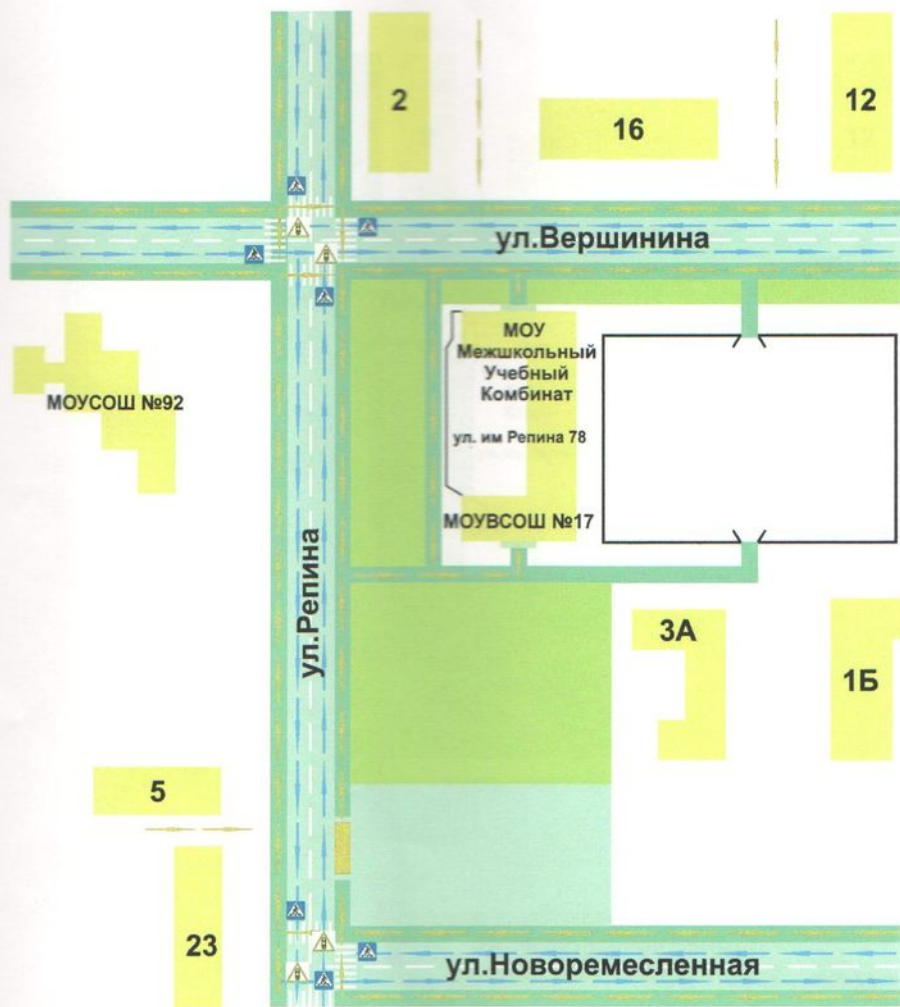 2
16
12
ул.Вершинина
МОУ
Межшкольный
Учебный
Комбинат
ул. им Репина 78
МОУСОШ №92
МОУВСОШ №17
ул.Репина
3А
1Б
5
23
ул.Новоремесленная